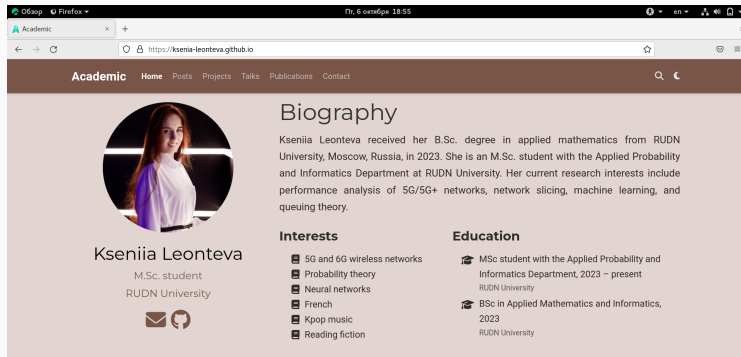 Обзор Firefox Пт, 6 октября 18:55 en
Academic
https://ksenia-leonteva.github.io
Academic Home Posts Projects Talks Publications Contact
Biography
Kseniia Leonteva received her B.Sc. degree in applied mathematics from RUDN
University, Moscow, Russia, in 2023. She is an M.Sc. student with the Applied Probability
and Informatics Department at RUDN University. Her current research interests include
performance analysis of 5G/5G+ networks, network slicing, machine learning, and
queuing theory.
Kseniia Leonteva
M.Sc. student
RUDN University
Interests
5G and 6G wireless networks
Probability theory
Neural networks
French
Kpop music
Reading fiction
Education
MSc student with the Applied Probability and
Informatics Department, 2023 – present
RUDN University
BSc in Applied Mathematics and Informatics,
2023
RUDN University